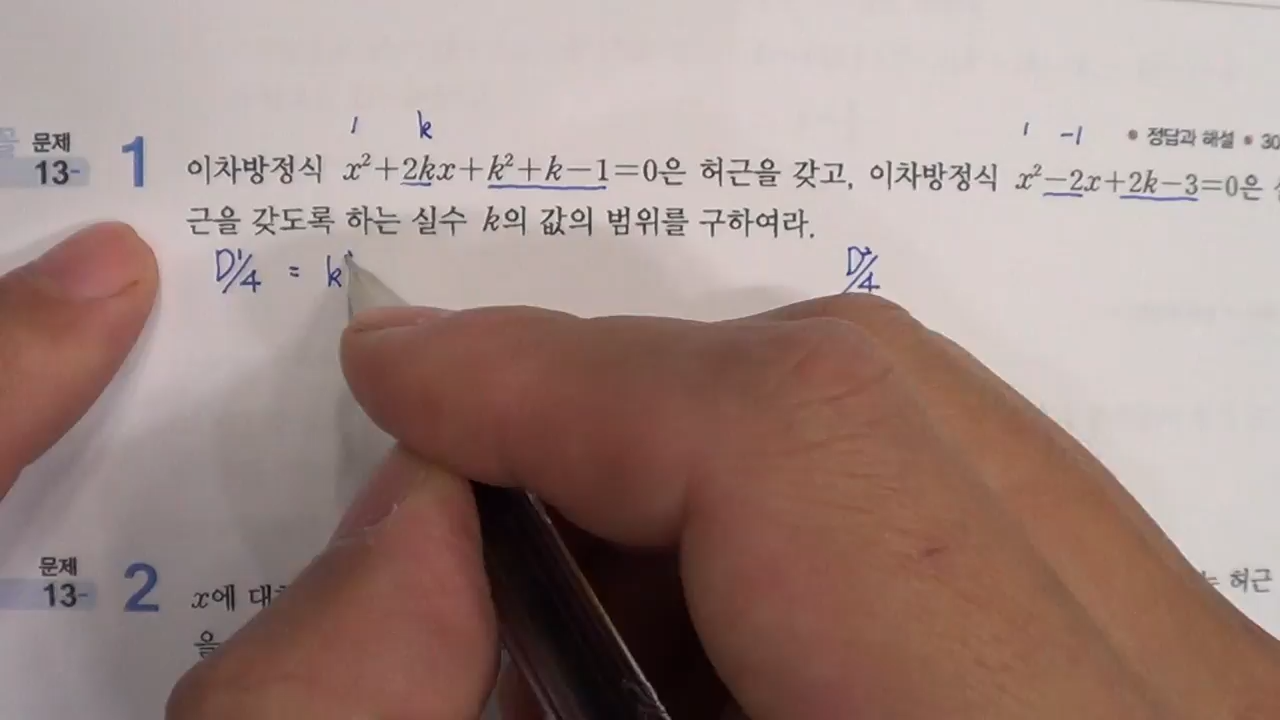 1 k 1 -1
문제 1 • 정답과 해설 • 30
13- 이차방정식 x²+2kx+k²+k-1=0은 허근을 갖고, 이차방정식 x²-2x+2k-3=0은
근을 갖도록 하는 실수 k의 값의 범위를 구하여라.
D/4 = k D/4
문제 2
13- x에 허근
을